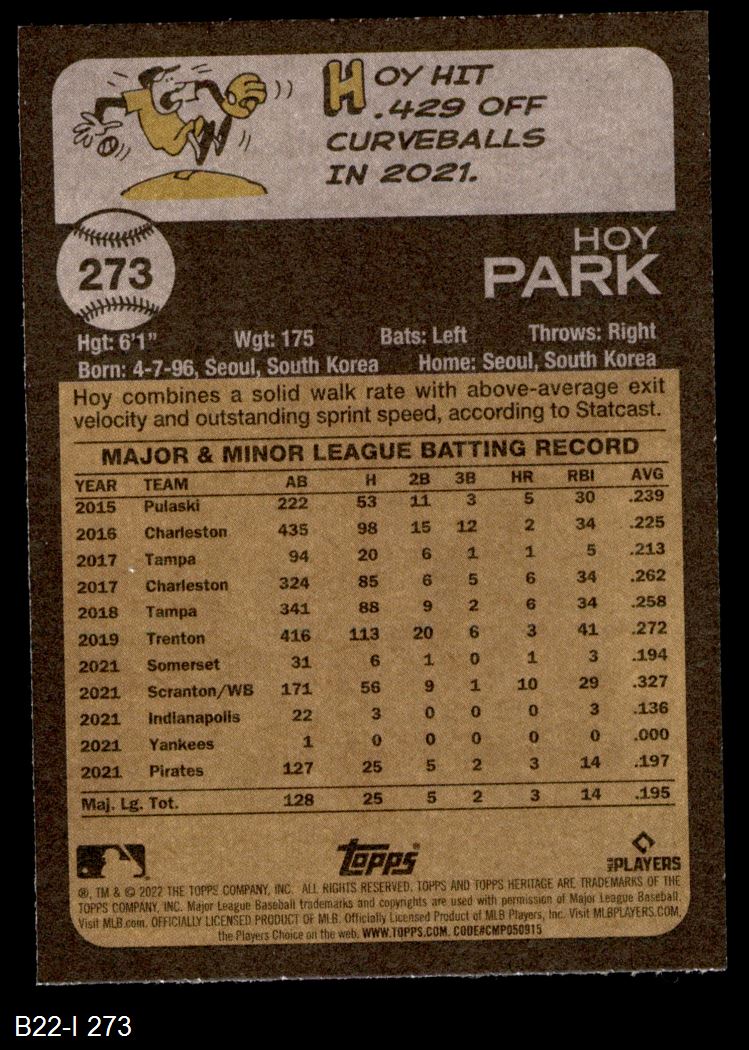 HOY HIT
.429 OFF
CURVEBALLS
IN 2021.
273
HOY
PARK
Hgt: 6'1" Wgt: 175 Bats: Left Throws: Right
Born: 4-7-96, Seoul, South Korea Home: Seoul, South Korea
Hoy combines a solid walk rate with above-average exit
velocity and outstanding sprint speed, according to Statcast.
MAJOR & MINOR LEAGUE BATTING RECORD
YEAR TEAM AB H 2B 3B HR RBI AVG
2015 Pulaski 222 53 11 3 5 30 .239
2016 Charleston 435 98 15 12 2 34 .225
2017 Tampa 94 20 6 1 1 5 .213
2017 Charleston 324 85 6 5 6 34 .262
2018 Tampa 341 88 9 2 6 34 .258
2019 Trenton 416 113 20 6 3 41 .272
2021 Somerset 31 6 1 0 1 3 .194
2021 Scranton/WB 171 56 9 1 10 29 .327
2021 Indianapolis 22 3 0 0 0 3 .136
2021 Yankees 1 0 0 0 0 0 .000
2021 Pirates 127 25 5 2 3 14 .197
Maj. Lg. Tot. 128 25 5 2 3 14 .195
Topps
MLB PLAYERS
®, TM & © 2022 THE TOPPS COMPANY, INC. ALL RIGHTS RESERVED. TOPPS AND TOPPS HERITAGE ARE TRADEMARKS OF THE
TOPPS COMPANY, INC. Major League Baseball trademarks and copyrights are used with permission of Major League Baseball.
Visit MLB.com. OFFICIALLY LICENSED PRODUCT OF MLB Players, Inc. Visit MLBPLAYERS.COM,
the Players Choice on the web. WWW.TOPPS.COM. CODE#CMP050915
B22-I 273